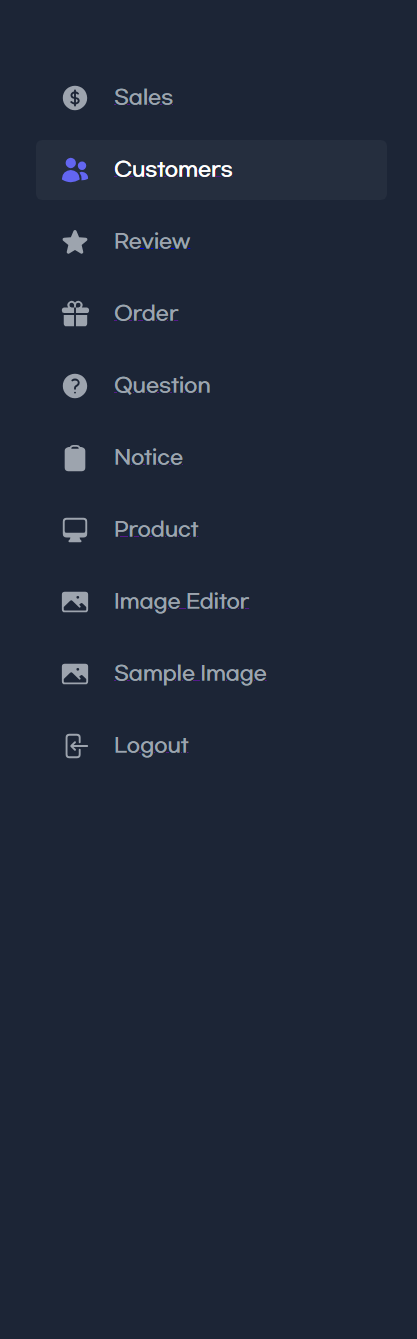 Sales
Customers
Review
Order
Question
Notice
Product
Image Editor
Sample Image
Logout